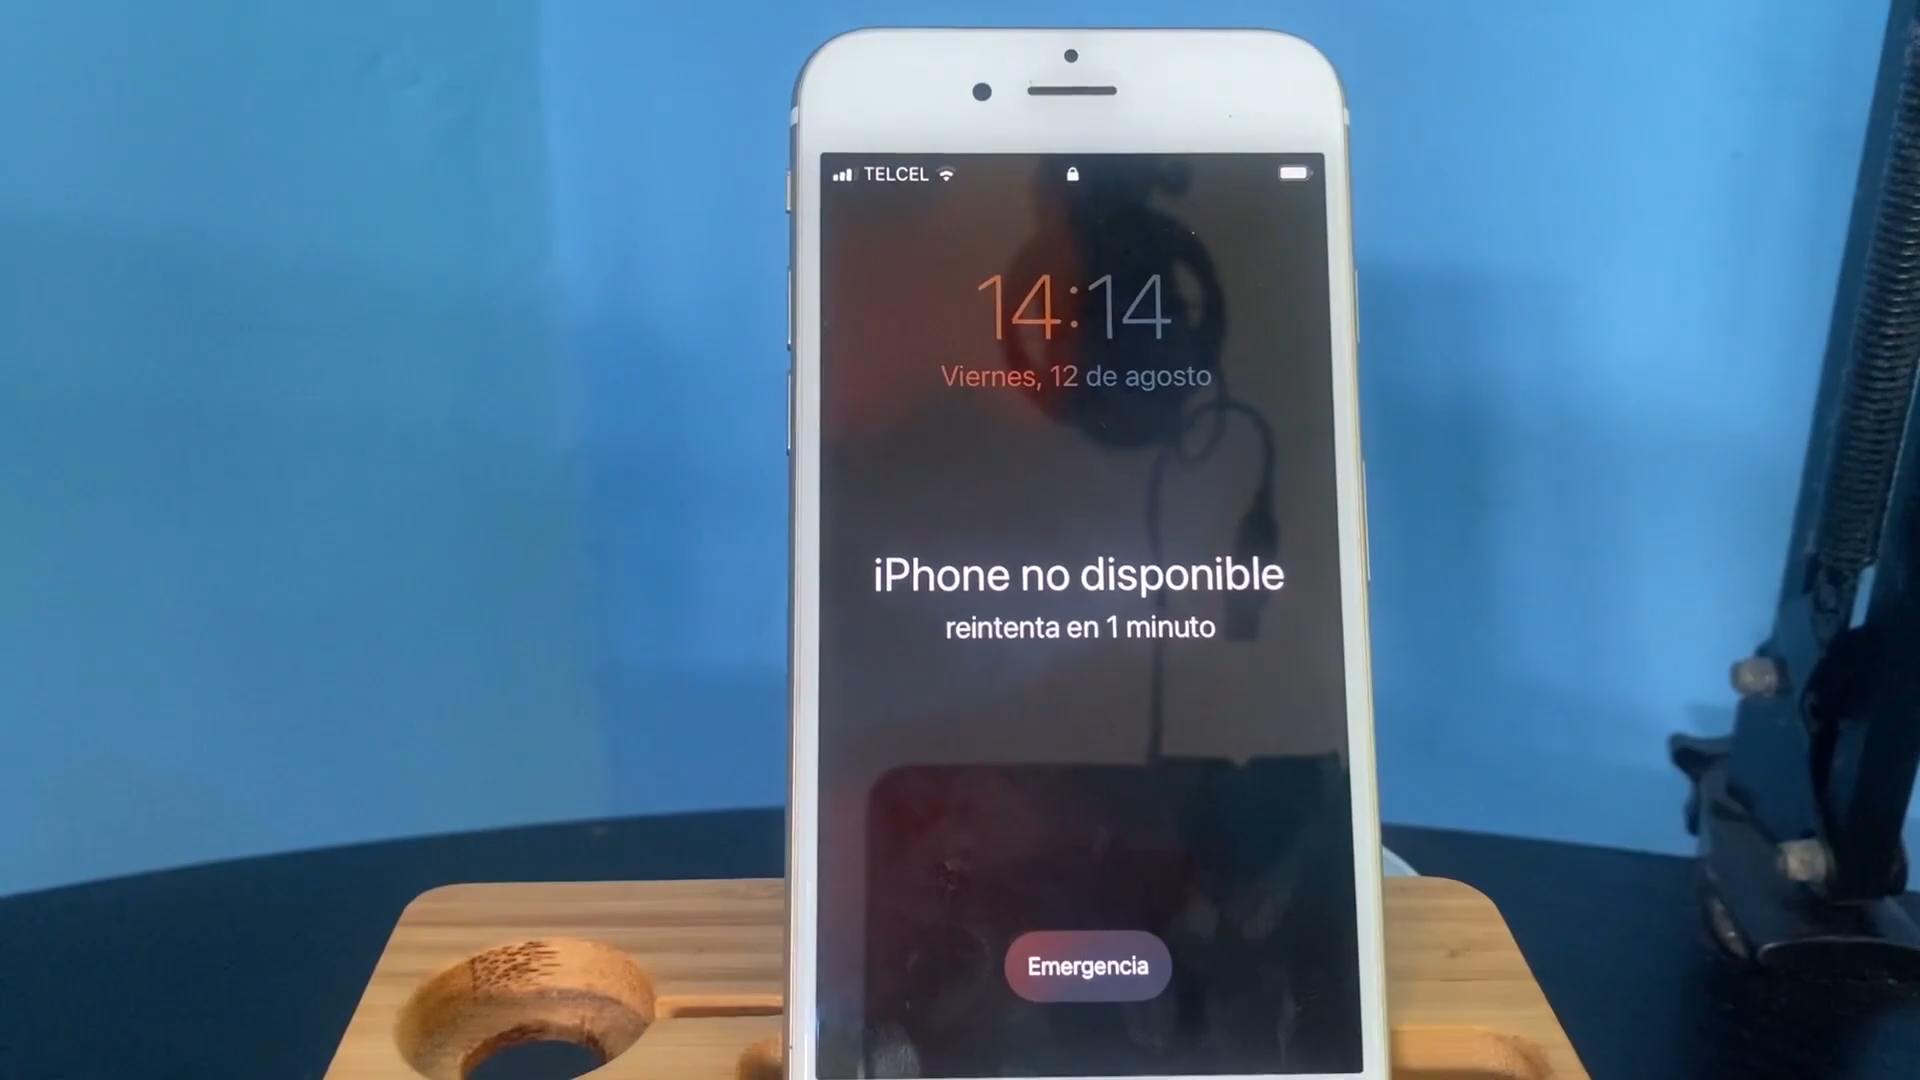 TELCEL
14:14
Viernes, 12 de agosto
iPhone no disponible
reintenta en 1 minuto
Emergencia